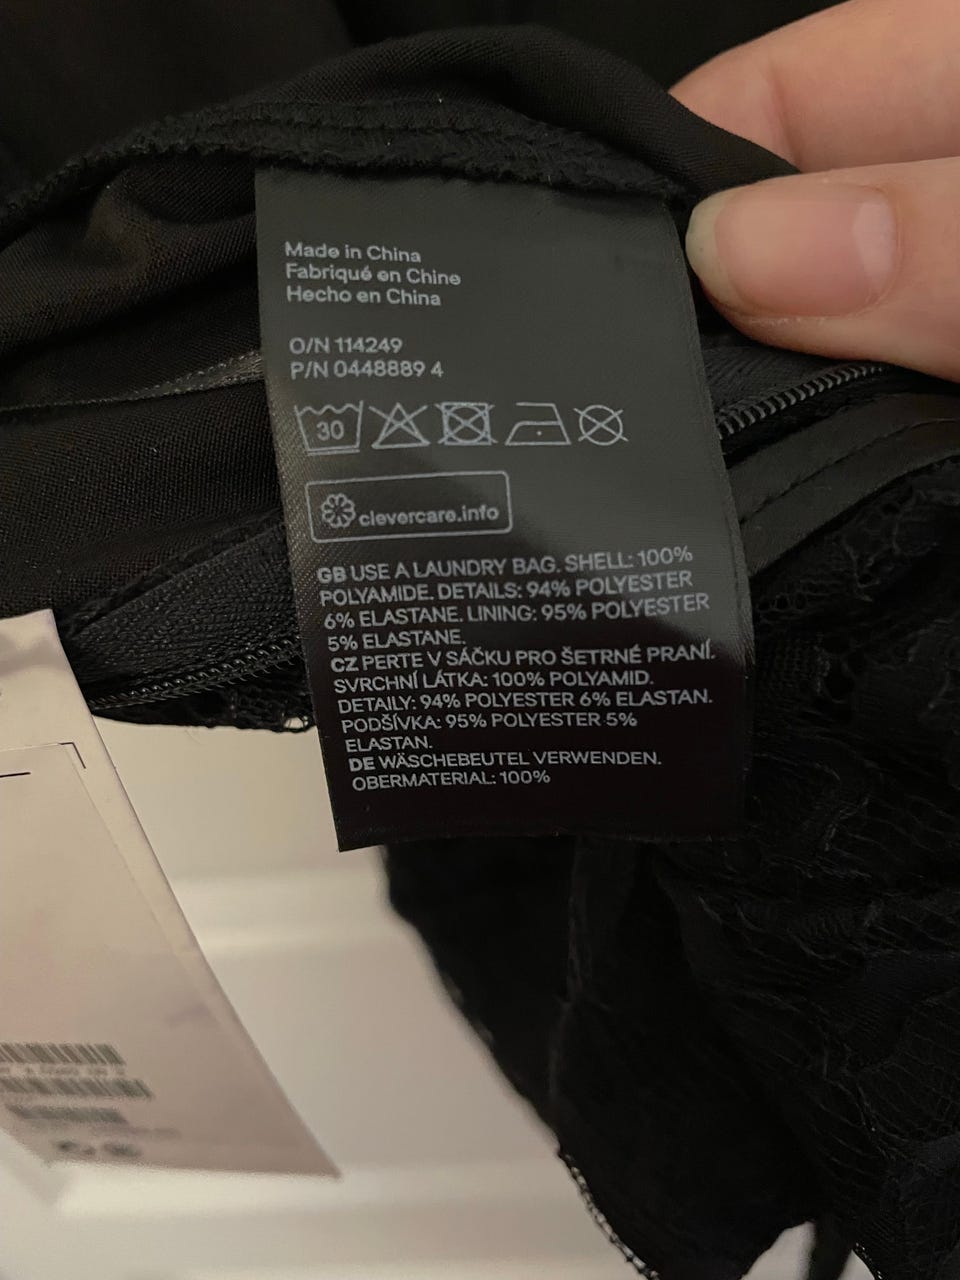 Made in China
Fabriqué en Chine
Hecho en China
O/N 114249
P/N 0448889 4
30
clevercare.info
GB USE A LAUNDRY BAG. SHELL: 100%
POLYAMIDE. DETAILS: 94% POLYESTER
6% ELASTANE. LINING: 95% POLYESTER
5% ELASTANE.
CZ PERTE V SÁČKU PRO ŠETRNÉ PRANÍ.
SVRCHNÍ LÁTKA: 100% POLYAMID.
DETAILY: 94% POLYESTER 6% ELASTAN.
PODŠÍVKA: 95% POLYESTER 5%
ELASTAN.
DE WÄSCHEBEUTEL VERWENDEN.
OBERMATERIAL: 100%